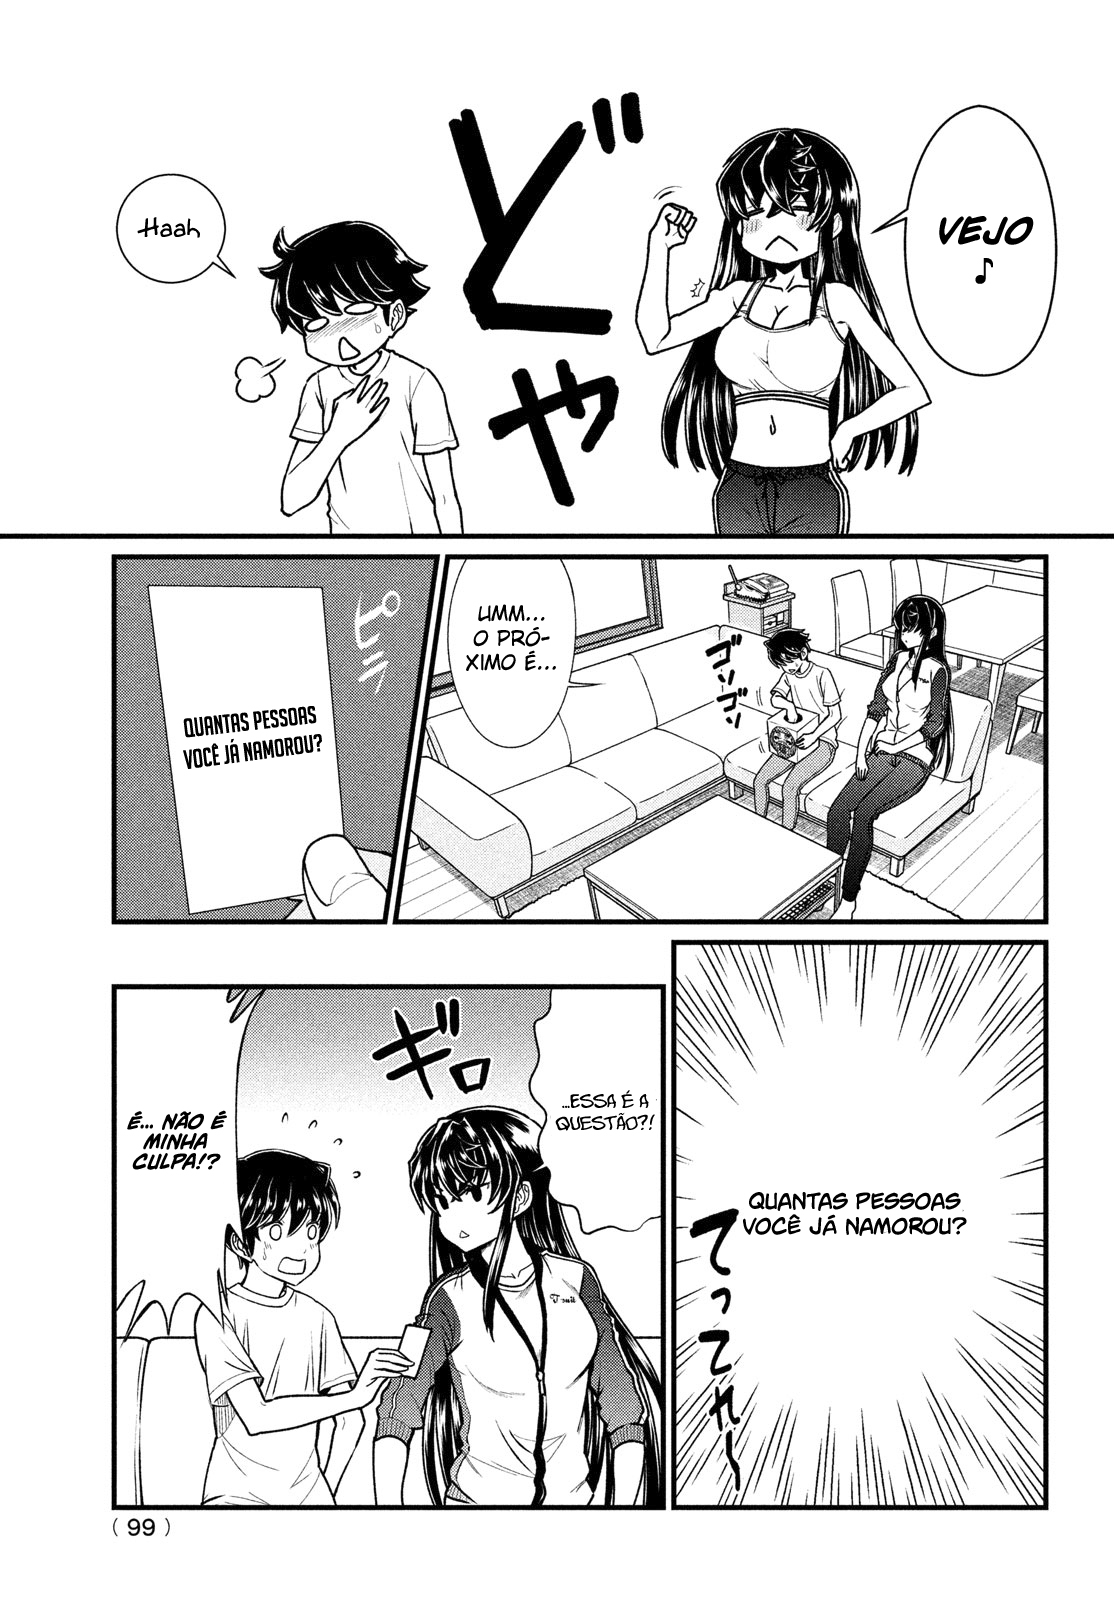 VEJO
♪
ドヤ
Haah
UMM...
O PRÓ-
XIMO É...
ゴソゴソ
ピラ
QUANTAS PESSOAS
VOCÊ JÁ NAMOROU?
QUANTAS PESSOAS
VOCÊ JÁ NAMOROU?
てってれー
...ESSA É A
QUESTÃO?!
ギロ
É... NÃO É
MINHA
CULPA!?
(99)